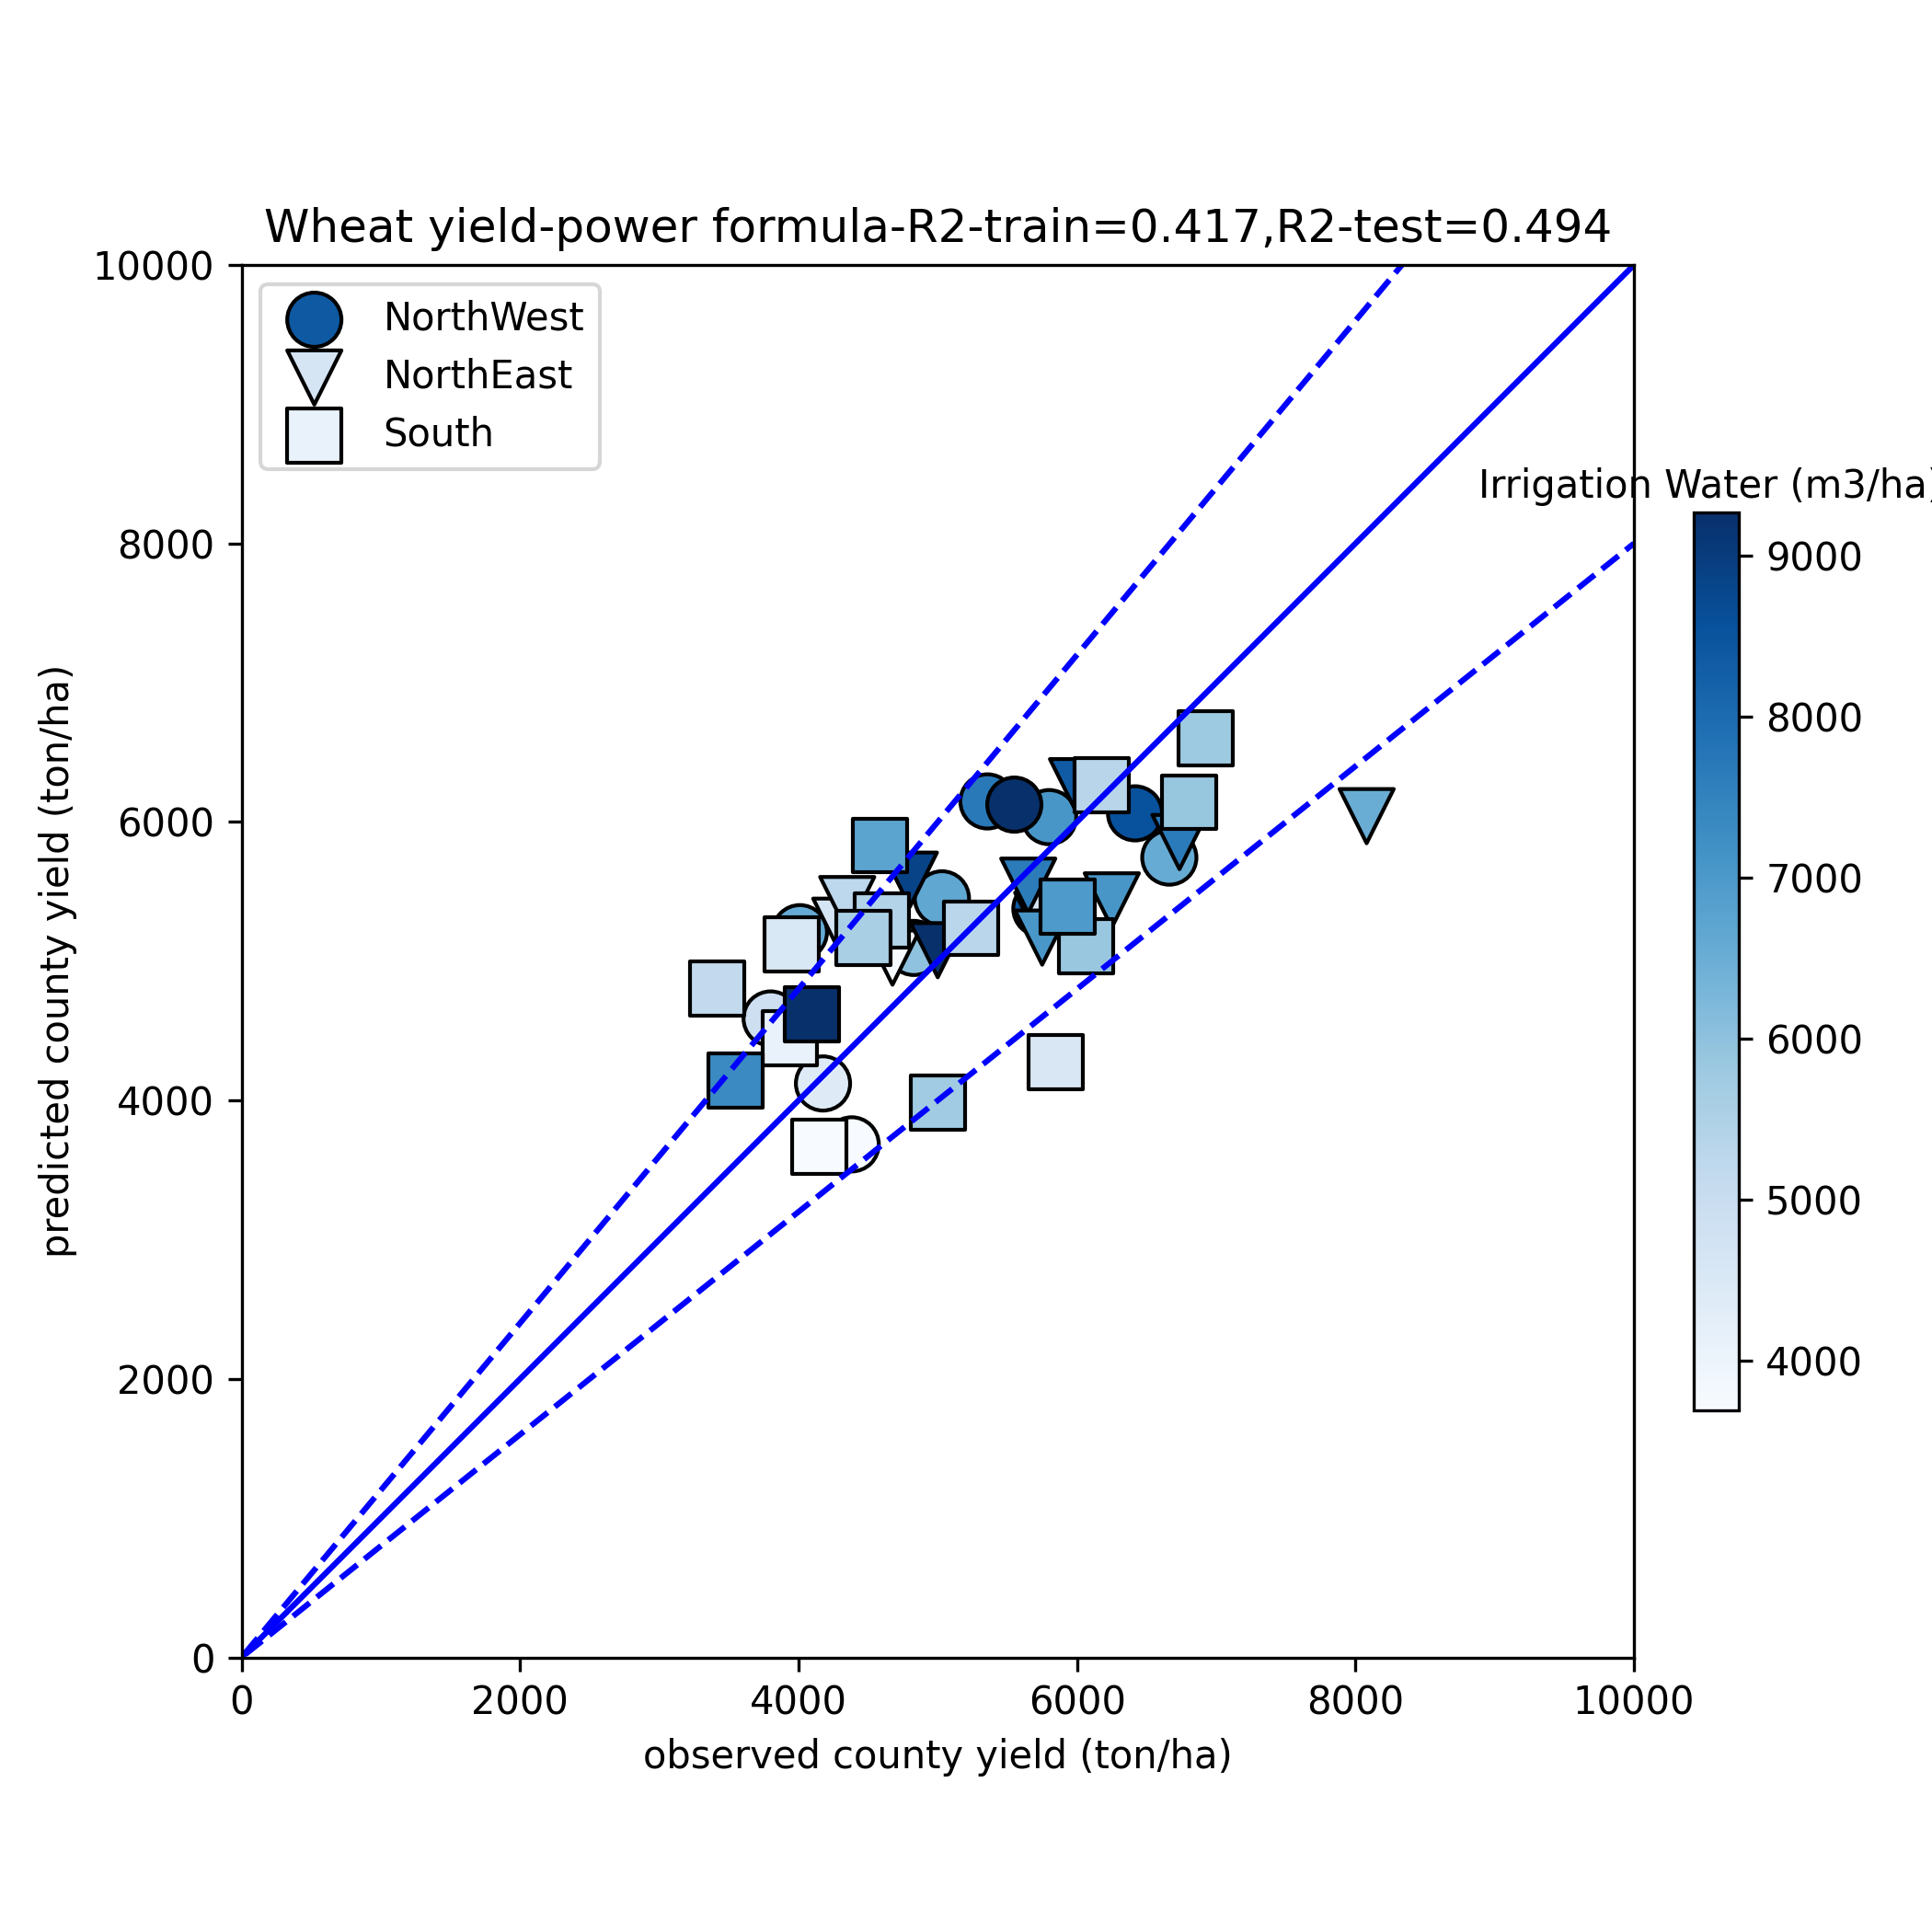 Wheat yield-power formula-R2-train=0.417,R2-test=0.494
10000
8000
6000
4000
2000
0
predicted county yield (ton/ha)
NorthWest
NorthEast
South
0 2000 4000 6000 8000 10000
observed county yield (ton/ha)
Irrigation Water (m3/ha)
9000
8000
7000
6000
5000
4000